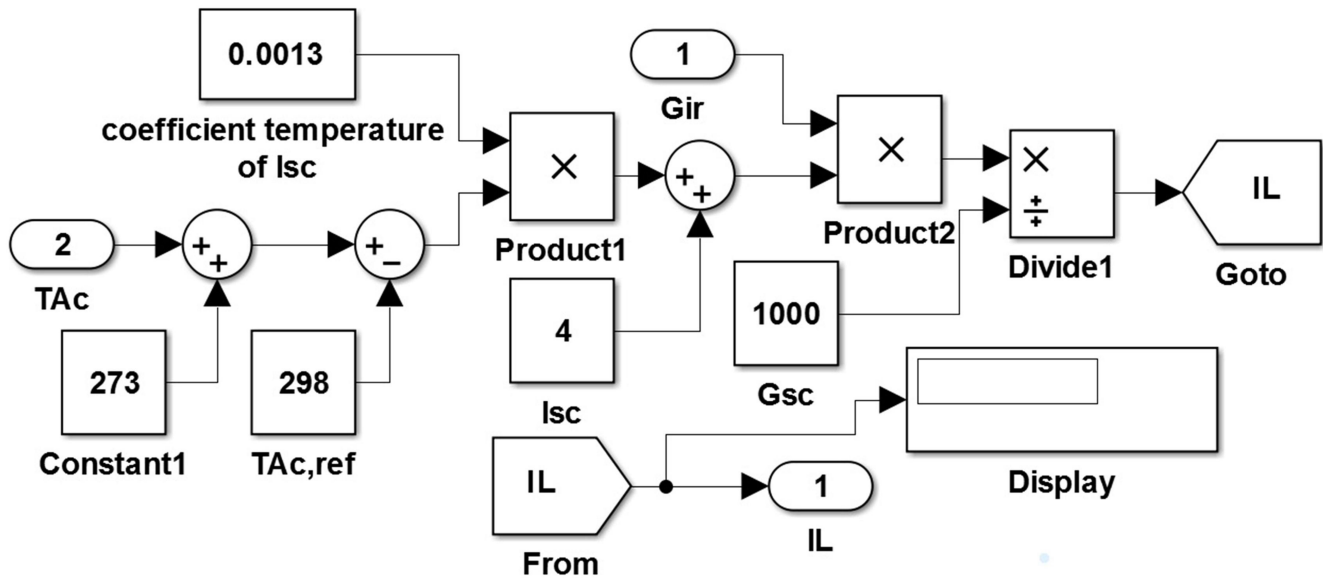 0.0013
coefficient temperature
of Isc
1
Gir
×
Product1
×
Product2
×
÷
Divide1
IL
Goto
2
TAc
+
+
+
−
+
+
273
Constant1
298
TAc,ref
4
Isc
1000
Gsc
IL
From
1
IL
Display